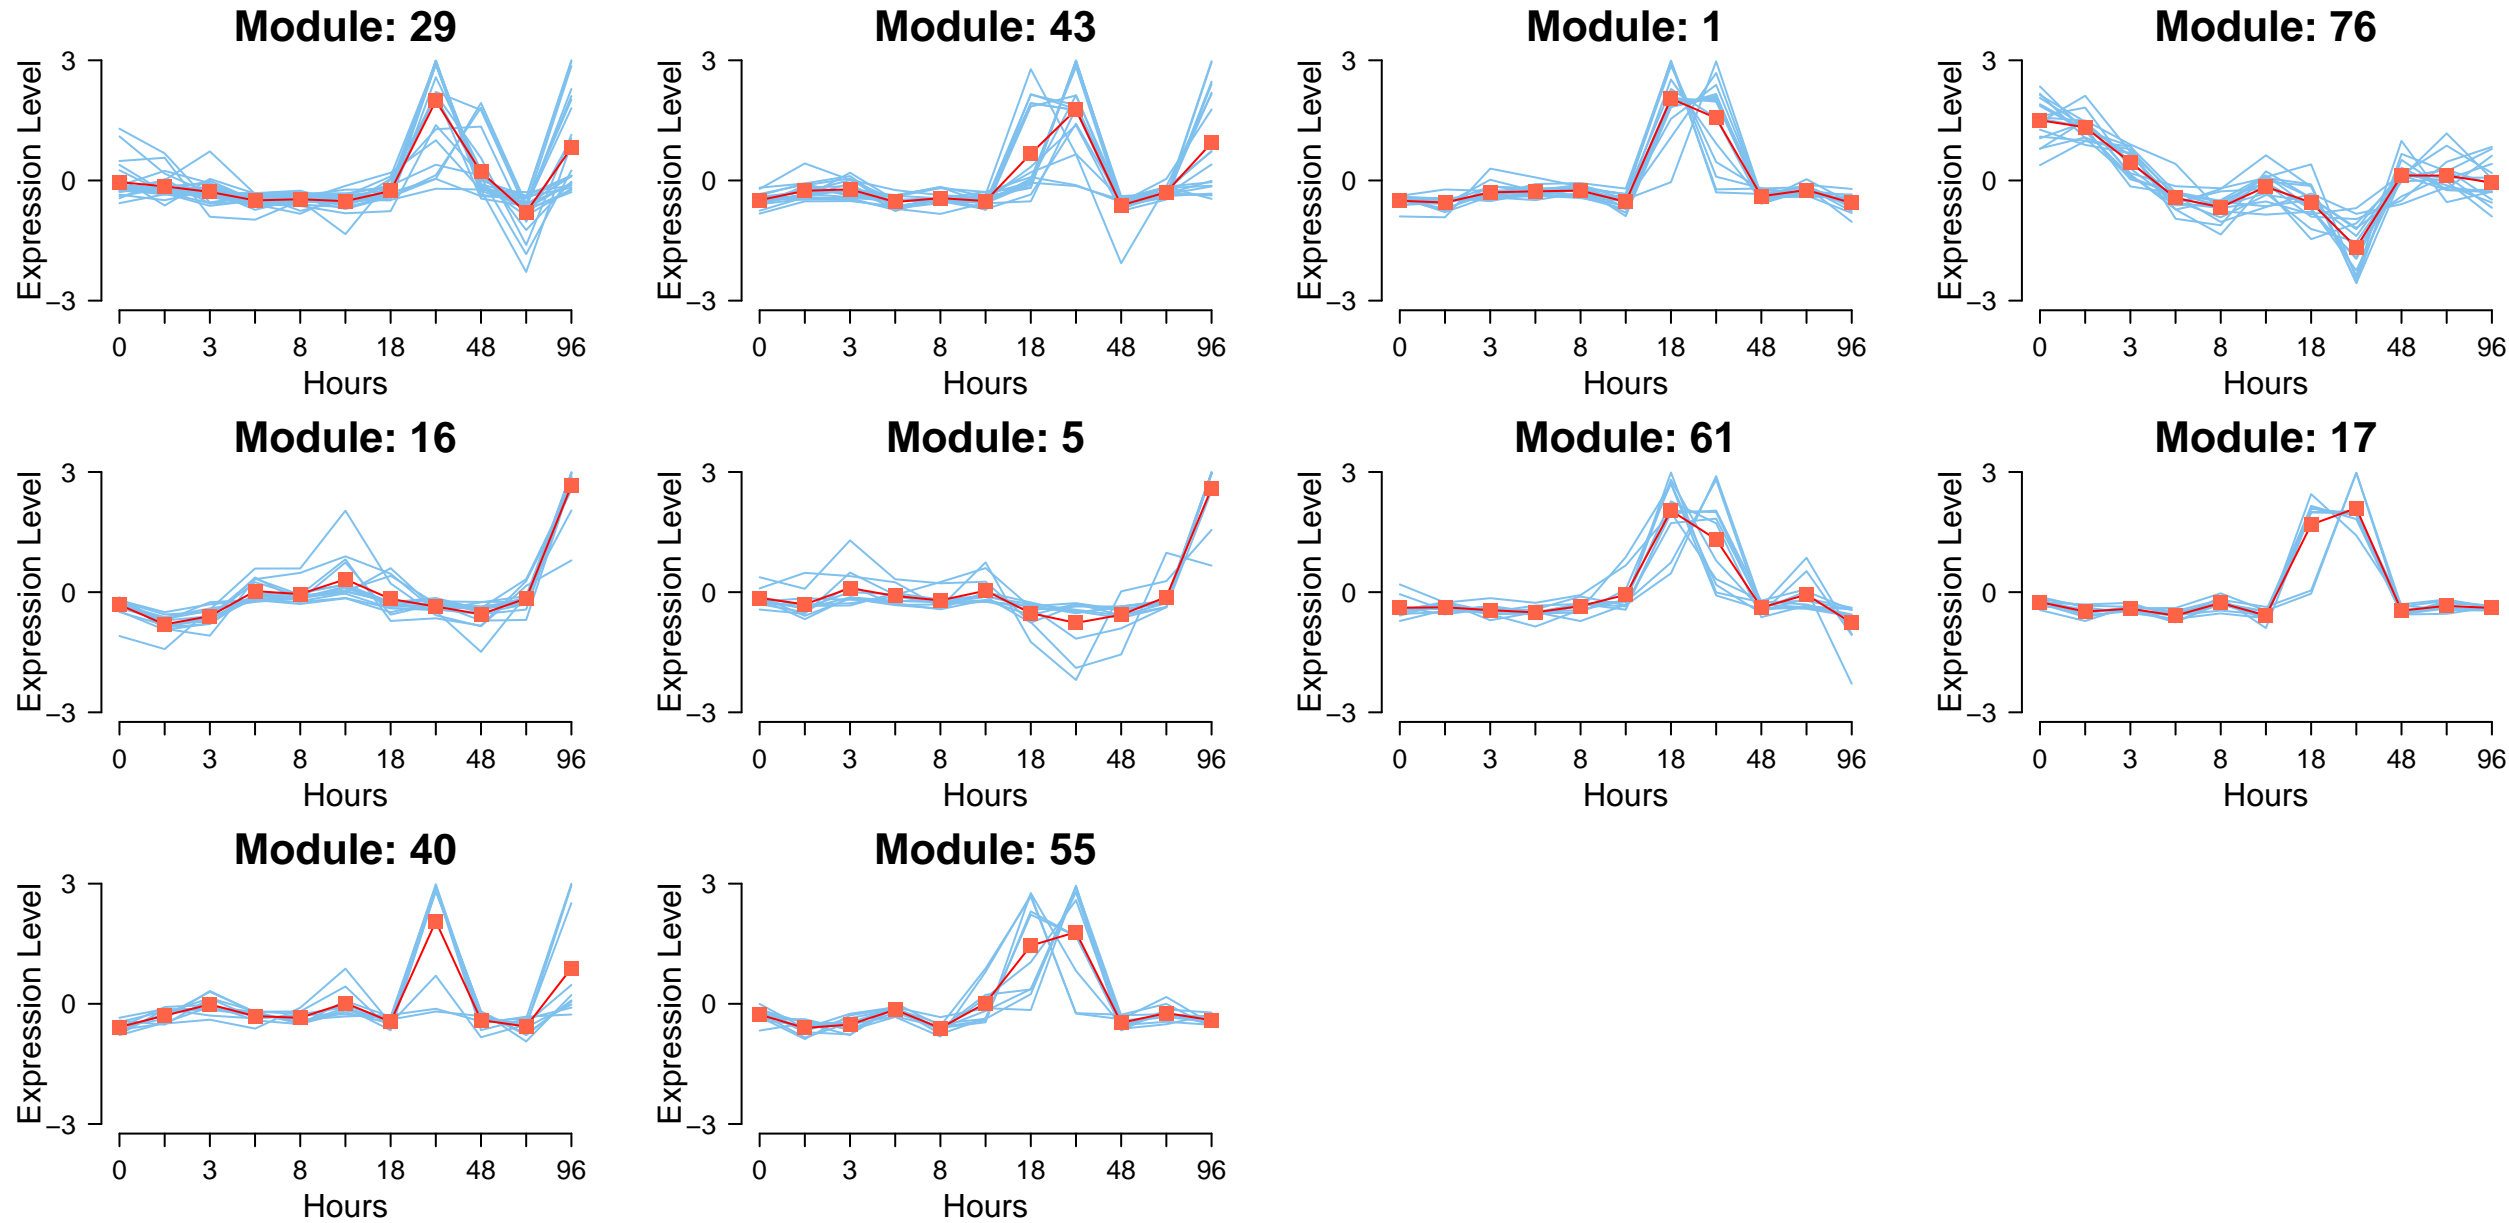 Module: 29
Expression Level
3
0
−3
0 3 8 18 48 96
Hours
Module: 43
Expression Level
3
0
−3
0 3 8 18 48 96
Hours
Module: 1
Expression Level
3
0
−3
0 3 8 18 48 96
Hours
Module: 76
Expression Level
3
0
−3
0 3 8 18 48 96
Hours
Module: 16
Expression Level
3
0
−3
0 3 8 18 48 96
Hours
Module: 5
Expression Level
3
0
−3
0 3 8 18 48 96
Hours
Module: 61
Expression Level
3
0
−3
0 3 8 18 48 96
Hours
Module: 17
Expression Level
3
0
−3
0 3 8 18 48 96
Hours
Module: 40
Expression Level
3
0
−3
0 3 8 18 48 96
Hours
Module: 55
Expression Level
3
0
−3
0 3 8 18 48 96
Hours